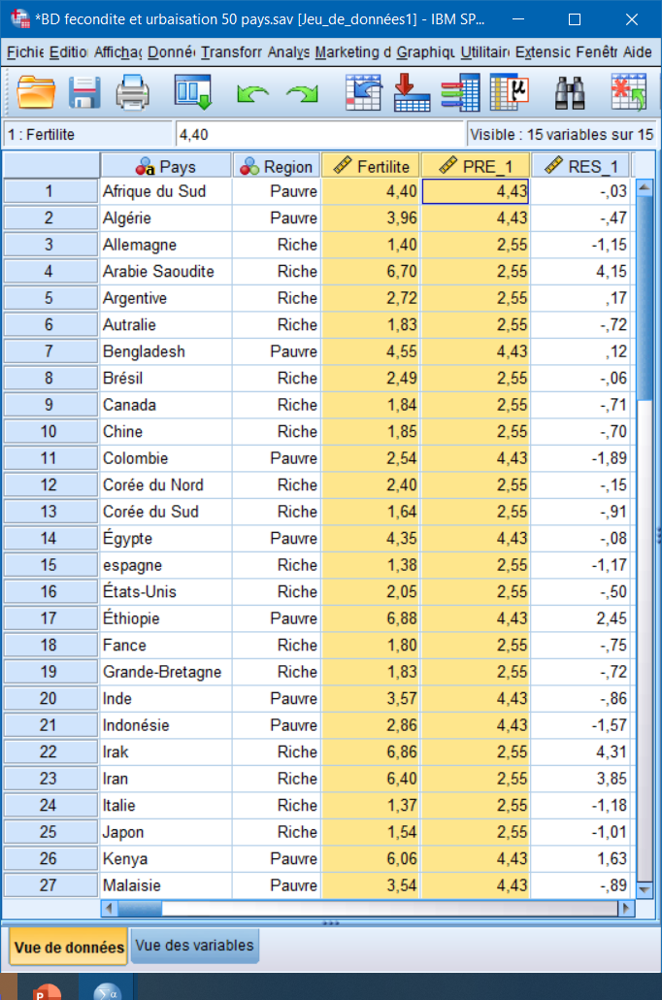 *BD fecondite et urbaisation 50 pays.sav [Jeu_de_données1] - IBM SP...
Fichie Editio Affichag Donné Transforr Analys Marketing d Graphiqu Utilitair Extensic Fenêtr Aide
1 : Fertilite 4,40 Visible : 15 variables sur 15
Pays Region Fertilite PRE_1 RES_1
1 Afrique du Sud Pauvre 4,40 4,43 -,03
2 Algérie Pauvre 3,96 4,43 -,47
3 Allemagne Riche 1,40 2,55 -1,15
4 Arabie Saoudite Riche 6,70 2,55 4,15
5 Argentive Riche 2,72 2,55 ,17
6 Autralie Riche 1,83 2,55 -,72
7 Bengladesh Pauvre 4,55 4,43 ,12
8 Brésil Riche 2,49 2,55 -,06
9 Canada Riche 1,84 2,55 -,71
10 Chine Riche 1,85 2,55 -,70
11 Colombie Pauvre 2,54 4,43 -1,89
12 Corée du Nord Riche 2,40 2,55 -,15
13 Corée du Sud Riche 1,64 2,55 -,91
14 Égypte Pauvre 4,35 4,43 -,08
15 espagne Riche 1,38 2,55 -1,17
16 États-Unis Riche 2,05 2,55 -,50
17 Éthiopie Pauvre 6,88 4,43 2,45
18 Fance Riche 1,80 2,55 -,75
19 Grande-Bretagne Riche 1,83 2,55 -,72
20 Inde Pauvre 3,57 4,43 -,86
21 Indonésie Pauvre 2,86 4,43 -1,57
22 Irak Riche 6,86 2,55 4,31
23 Iran Riche 6,40 2,55 3,85
24 Italie Riche 1,37 2,55 -1,18
25 Japon Riche 1,54 2,55 -1,01
26 Kenya Pauvre 6,06 4,43 1,63
27 Malaisie Pauvre 3,54 4,43 -,89
Vue de données Vue des variables